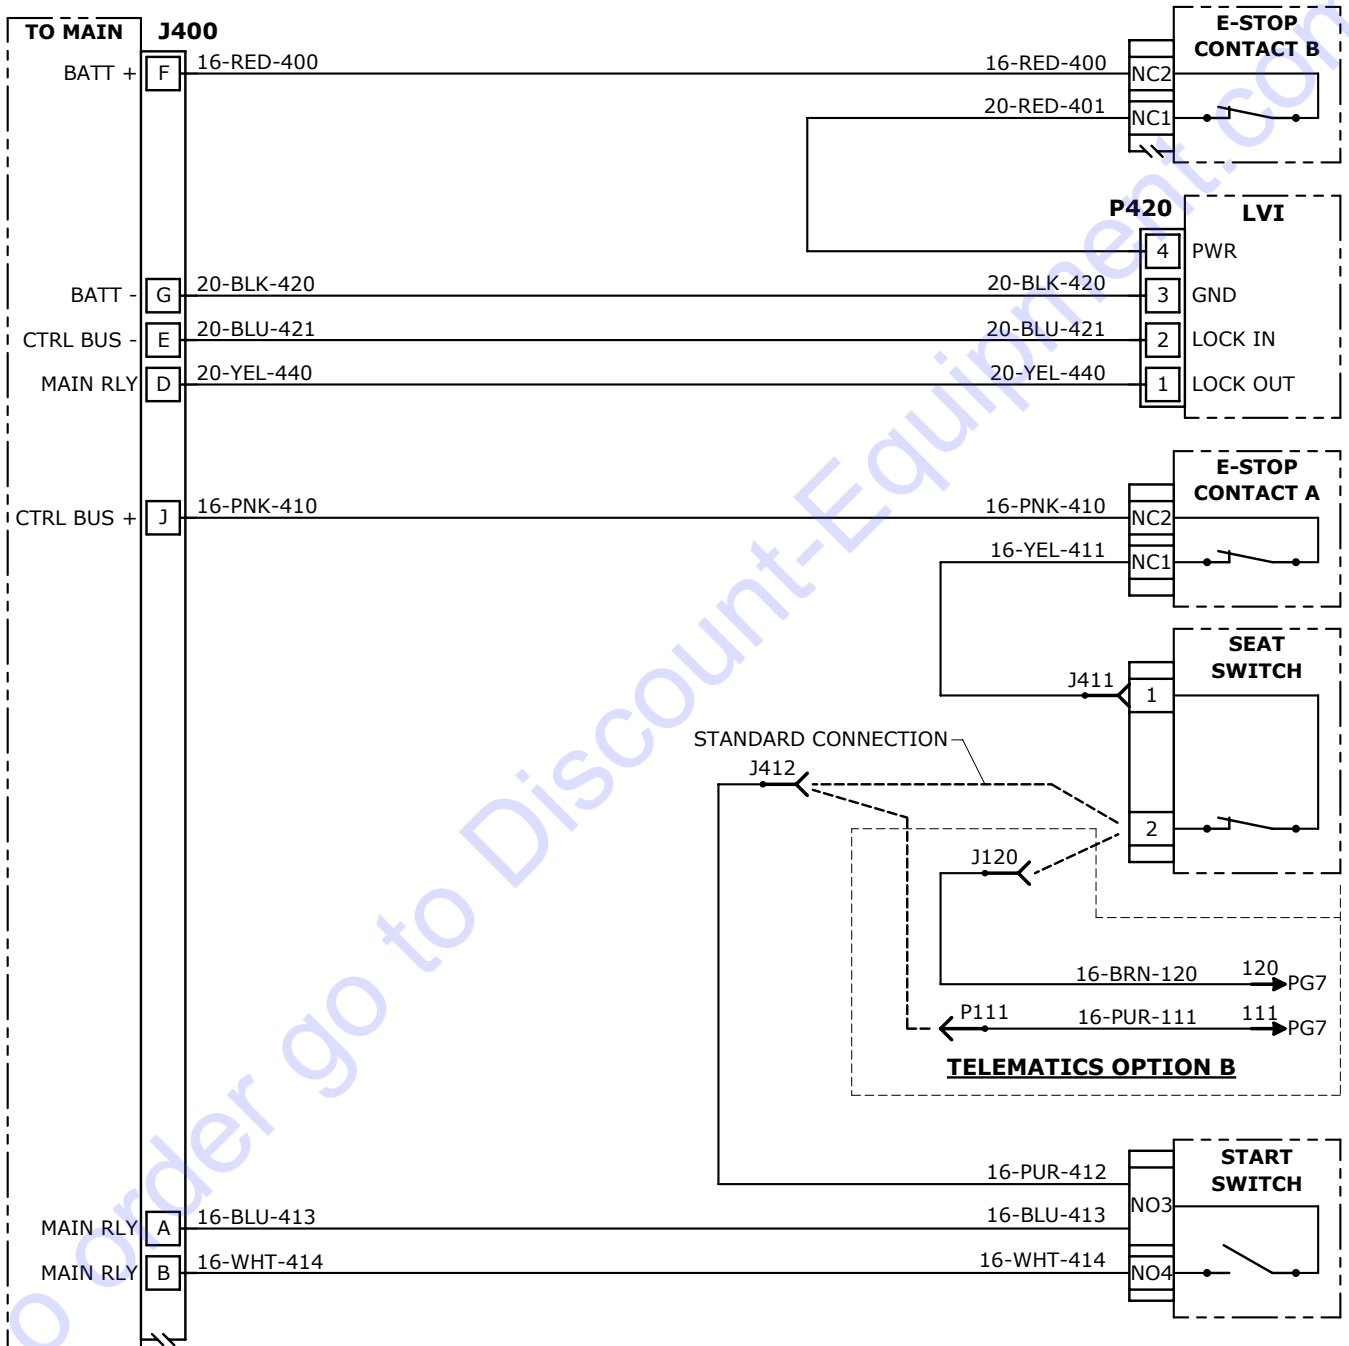 TO MAIN
J400
E-STOP
CONTACT B
BATT +
F
16-RED-400
16-RED-400
NC2
20-RED-401
NC1
P420
LVI
4
PWR
BATT -
G
20-BLK-420
20-BLK-420
3
GND
CTRL BUS -
E
20-BLU-421
20-BLU-421
2
LOCK IN
MAIN RLY
D
20-YEL-440
20-YEL-440
1
LOCK OUT
E-STOP
CONTACT A
CTRL BUS +
J
16-PNK-410
16-PNK-410
NC2
16-YEL-411
NC1
SEAT
SWITCH
J411
1
STANDARD CONNECTION
J412
2
J120
16-BRN-120
120
PG7
P111
16-PUR-111
111
PG7
TELEMATICS OPTION B
START
SWITCH
16-PUR-412
NO3
MAIN RLY
A
16-BLU-413
16-BLU-413
MAIN RLY
B
16-WHT-414
16-WHT-414
NO4
o order go to Discount-Equipment.com